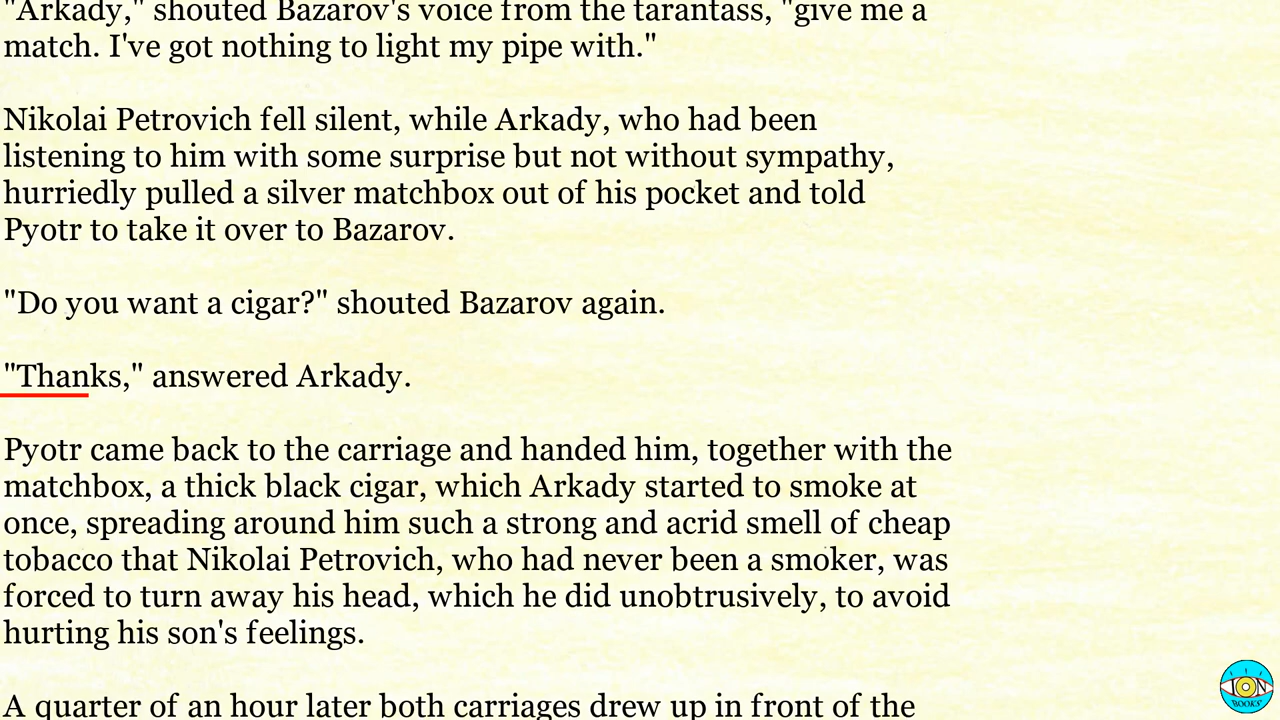 "Arkady," shouted Bazarov's voice from the tarantass, "give me a
match. I've got nothing to light my pipe with."
Nikolai Petrovich fell silent, while Arkady, who had been
listening to him with some surprise but not without sympathy,
hurriedly pulled a silver matchbox out of his pocket and told
Pyotr to take it over to Bazarov.
"Do you want a cigar?" shouted Bazarov again.
"Thanks," answered Arkady.
Pyotr came back to the carriage and handed him, together with the
matchbox, a thick black cigar, which Arkady started to smoke at
once, spreading around him such a strong and acrid smell of cheap
tobacco that Nikolai Petrovich, who had never been a smoker, was
forced to turn away his head, which he did unobtrusively, to avoid
hurting his son's feelings.
A quarter of an hour later both carriages drew up in front of the
ION
BOOKS